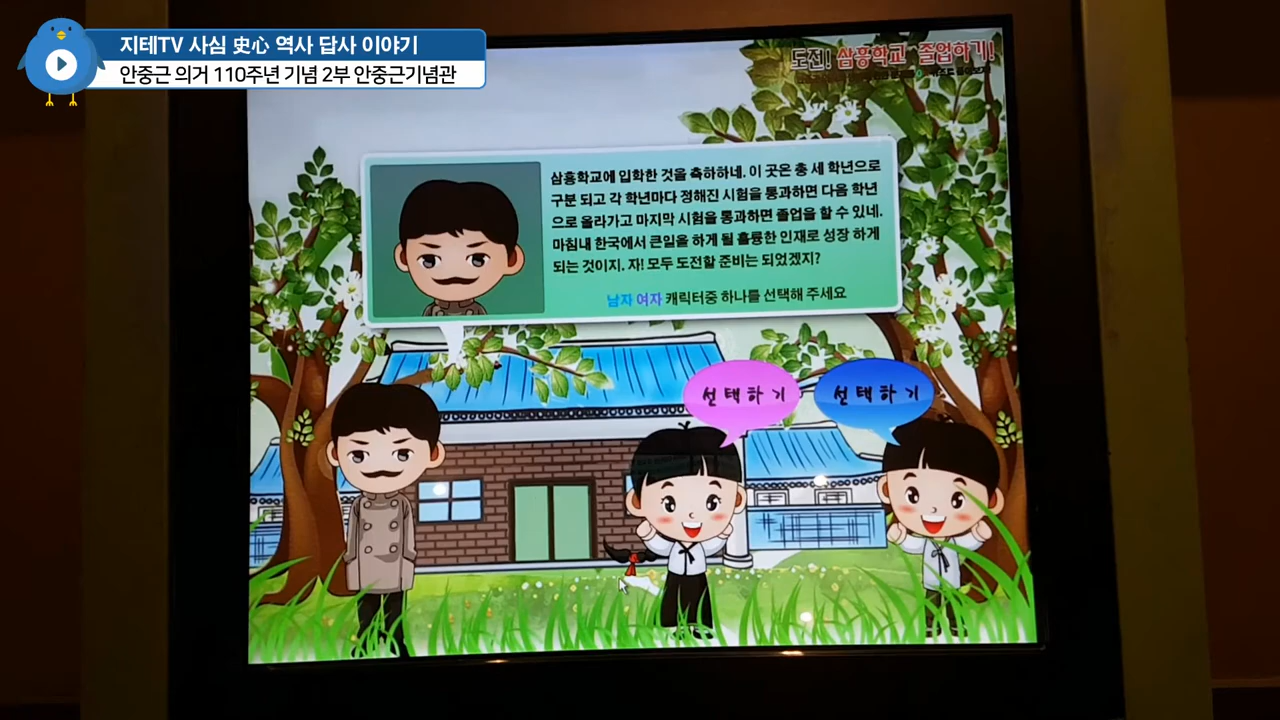 지테TV 사심 史心 역사 답사 이야기
안중근 의거 110주년 기념 2부 안중근기념관
도전! 삼흥학교 졸업하기!
삼흥학교에 입학한 것을 축하하네. 이 곳은 총 세 학년으로
구분 되고 각 학년마다 정해진 시험을 통과하면 다음 학년
으로 올라가고 마지막 시험을 통과하면 졸업을 할 수 있네.
마침내 한국에서 큰일을 하게 될 훌륭한 인재로 성장 하게
되는 것이지. 자! 모두 도전할 준비는 되었겠지?
남자 여자 캐릭터중 하나를 선택해 주세요
선택하기
선택하기